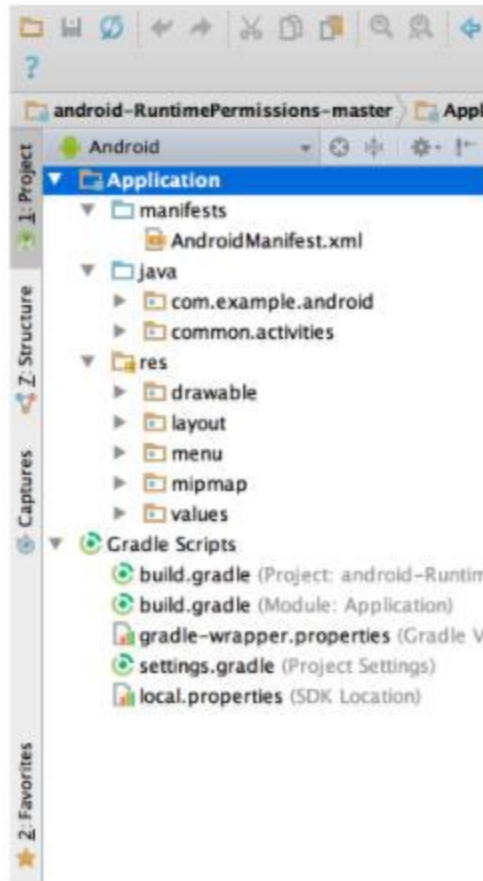 ?
android-RuntimePermissions-master
Android
1: Project
Application
manifests
AndroidManifest.xml
java
com.example.android
common.activities
Z: Structure
res
drawable
layout
menu
mipmap
values
Captures
Gradle Scripts
build.gradle (Project: android-Runtim
build.gradle (Module: Application)
gradle-wrapper.properties (Gradle V
settings.gradle (Project Settings)
local.properties (SDK Location)
2: Favorites